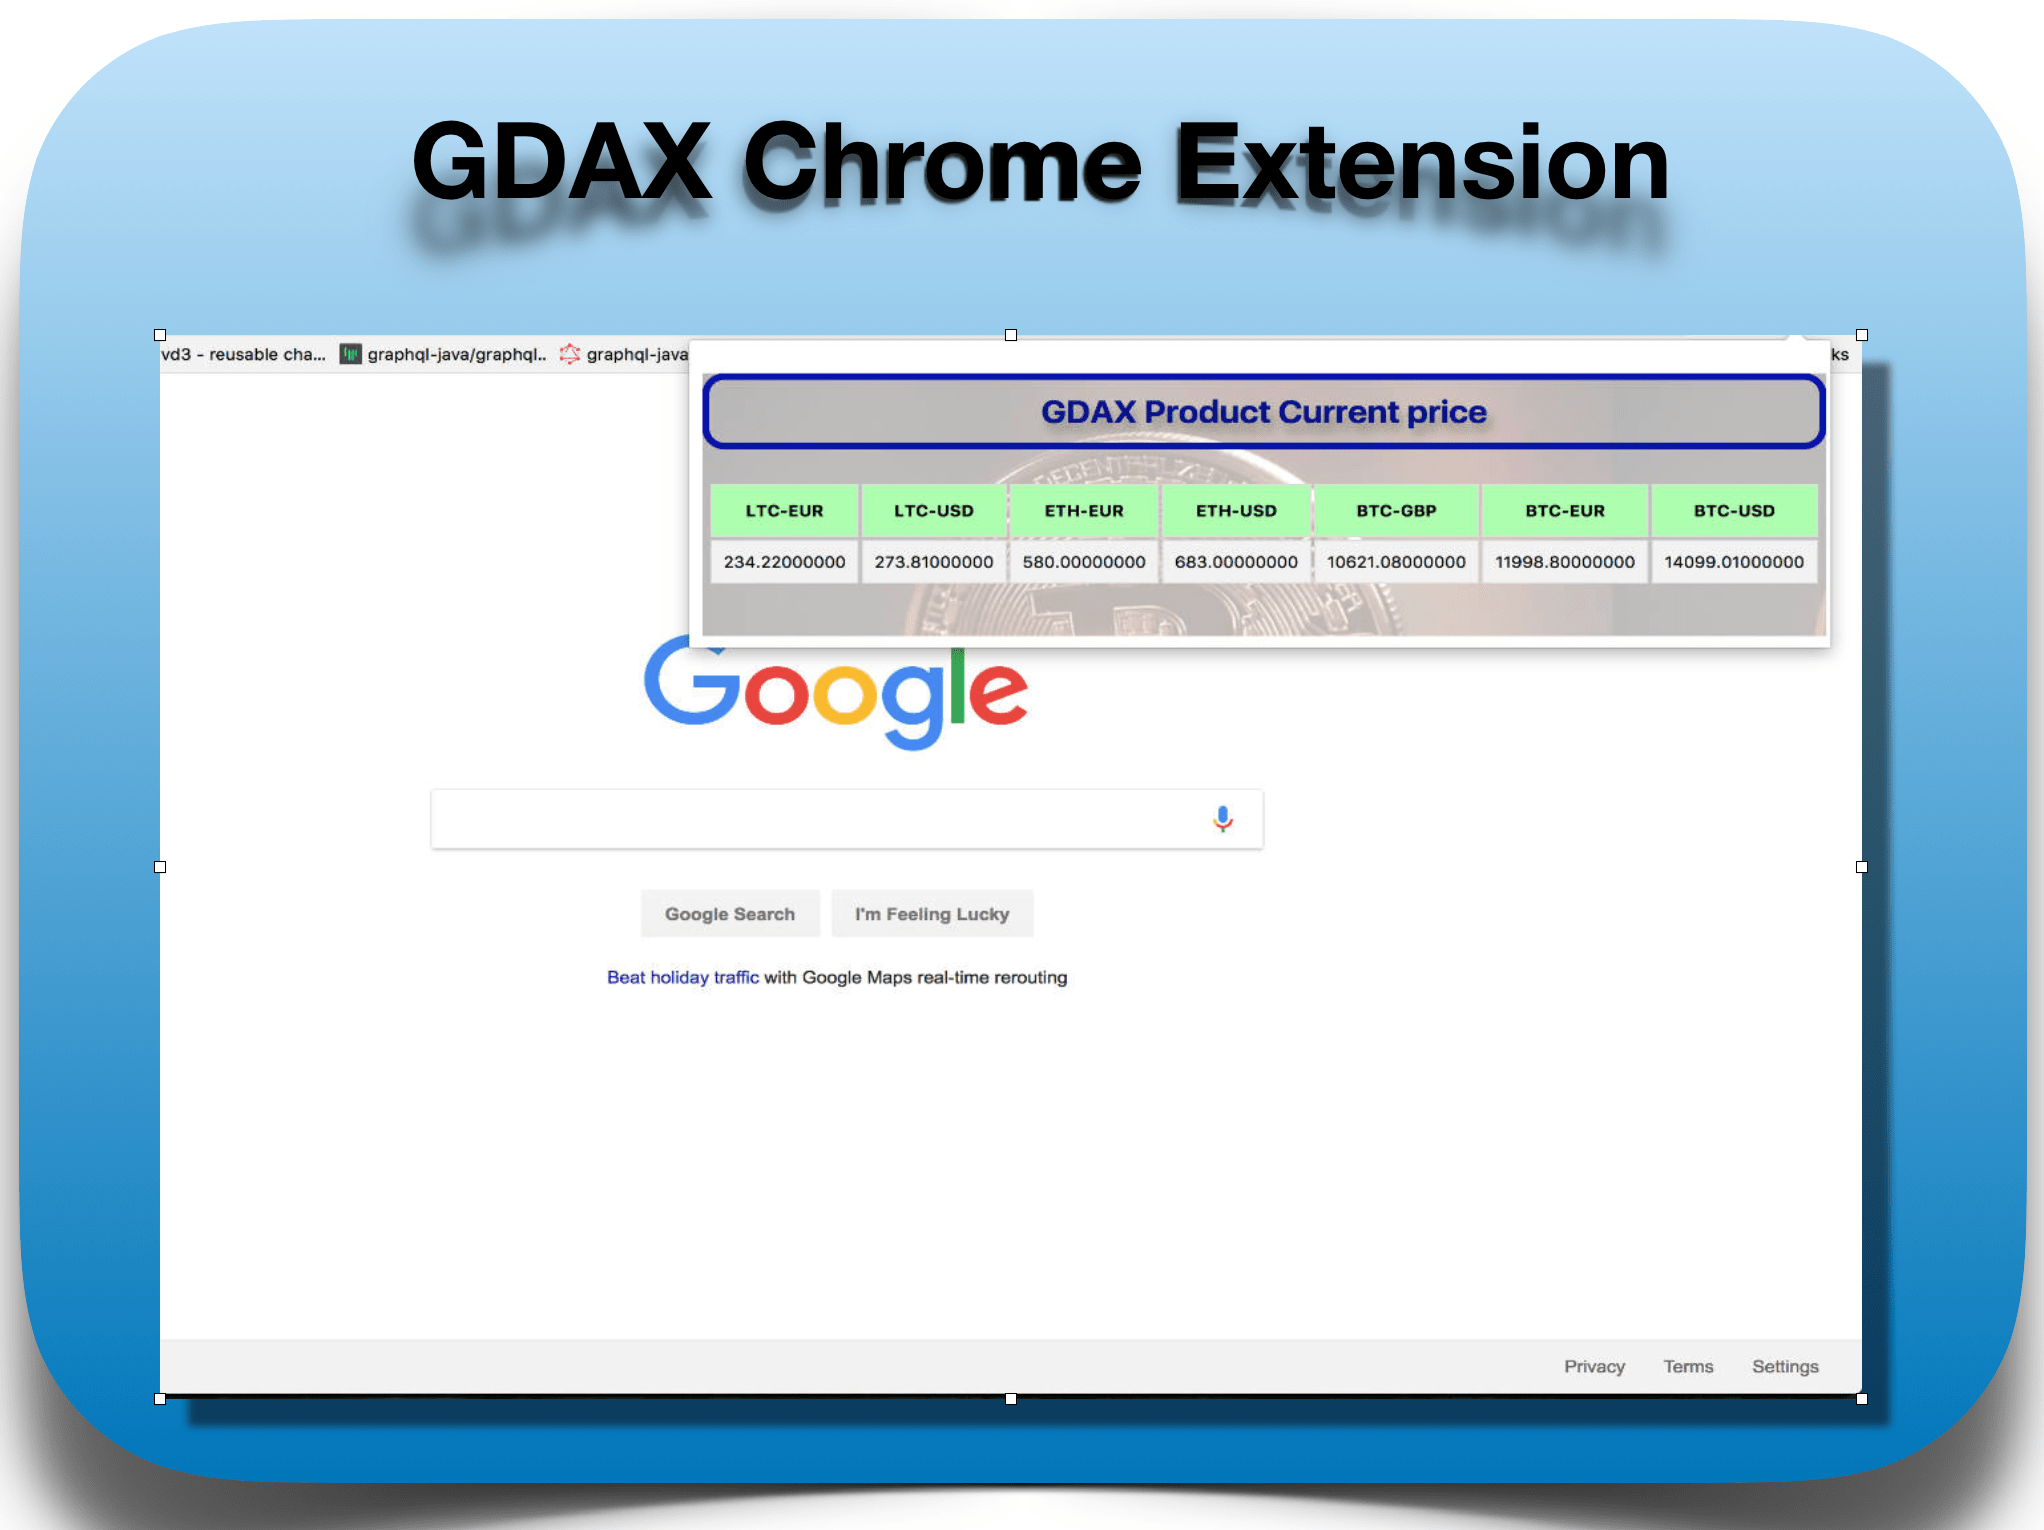 GDAX Chrome Extension
vd3 - reusable cha... graphql-java/graphql.. graphql-java ks
GDAX Product Current price
LTC-EUR LTC-USD ETH-EUR ETH-USD BTC-GBP BTC-EUR BTC-USD
234.22000000 273.81000000 580.00000000 683.00000000 10621.08000000 11998.80000000 14099.01000000
Google
Google Search I'm Feeling Lucky
Beat holiday traffic with Google Maps real-time rerouting
Privacy Terms Settings